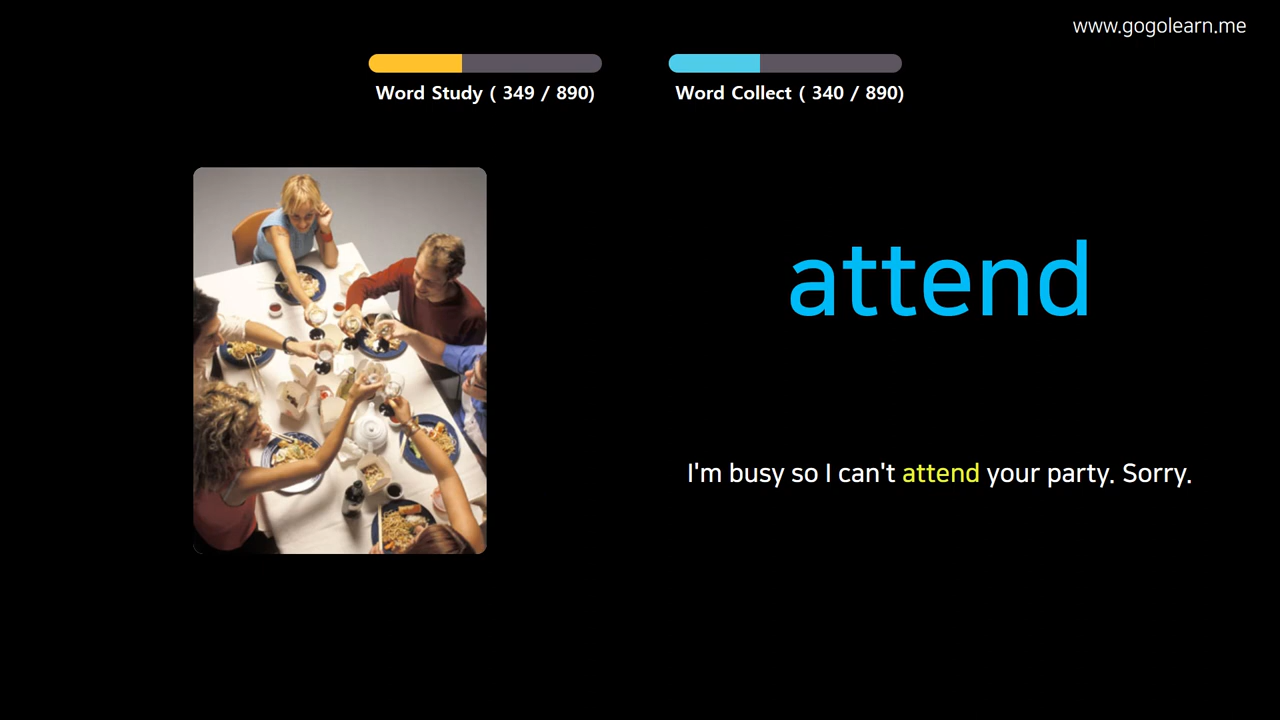 www.gogolearn.me
Word Study ( 349 / 890)
Word Collect ( 340 / 890)
attend
I'm busy so I can't attend your party. Sorry.